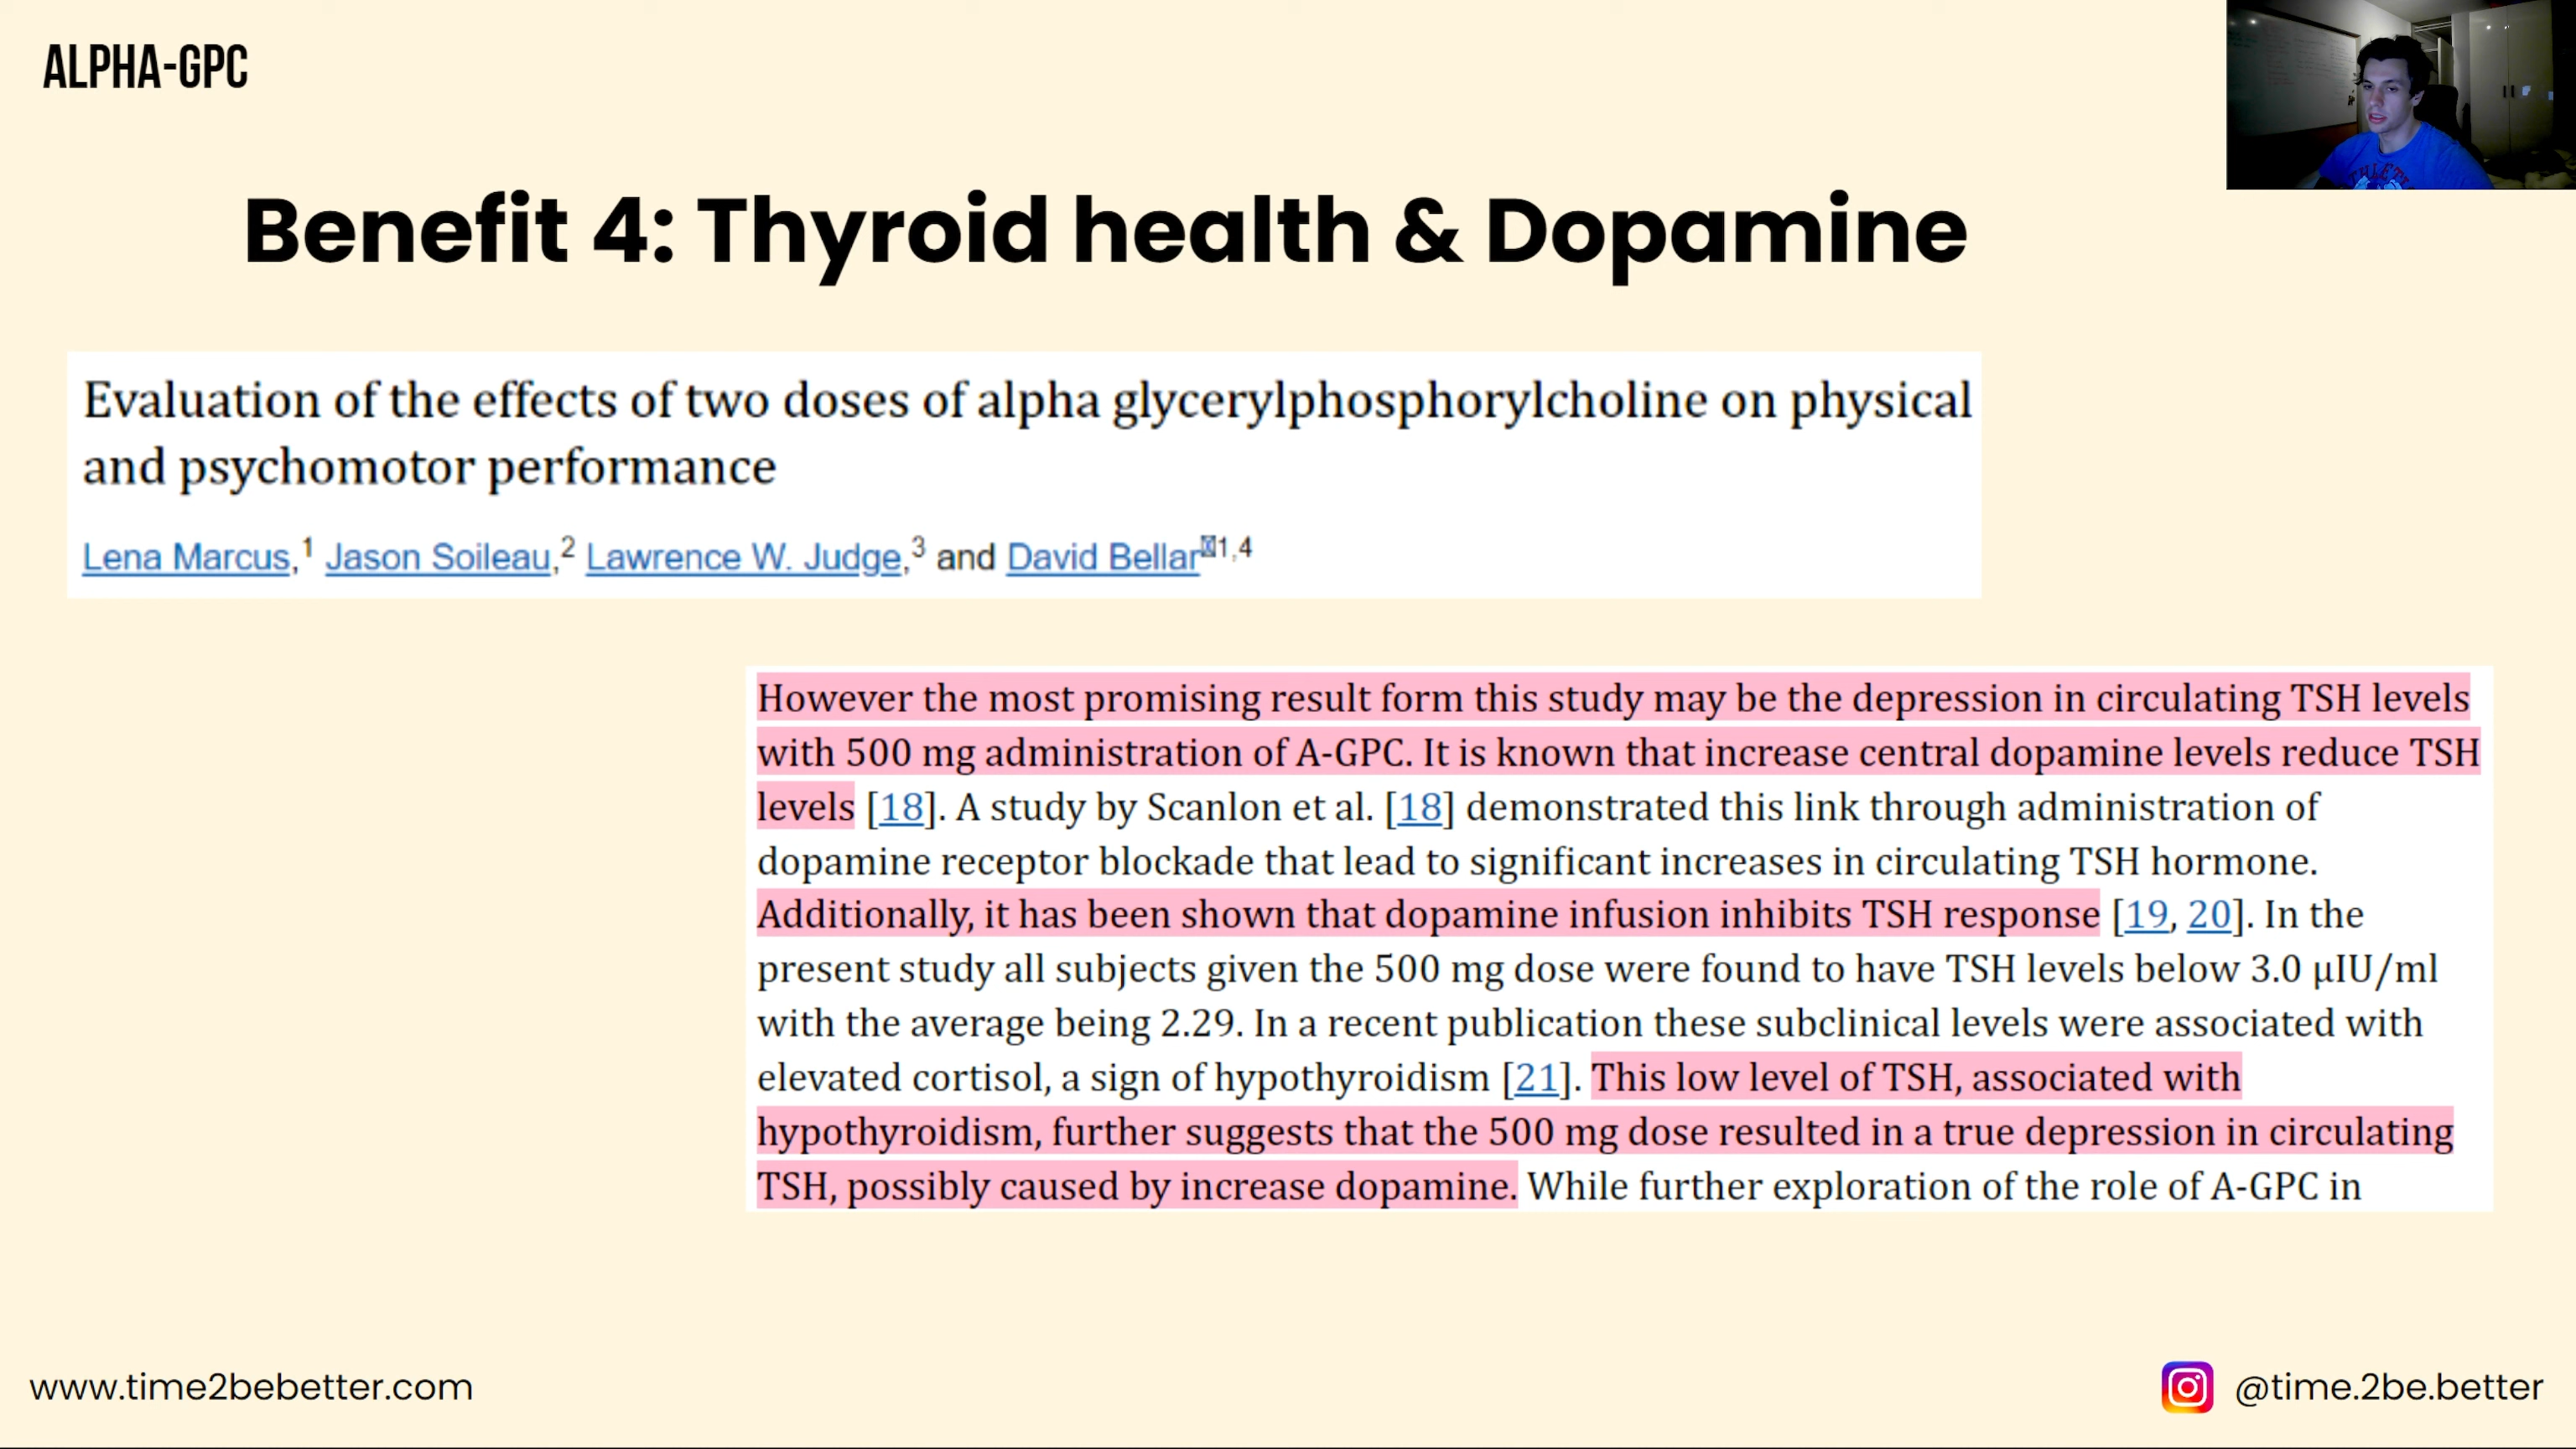 ALPHA-GPC
Benefit 4: Thyroid health & Dopamine
Evaluation of the effects of two doses of alpha glycerylphosphorylcholine on physical
and psychomotor performance
Lena Marcus,1 Jason Soileau,2 Lawrence W. Judge,3 and David Bellar1,4
However the most promising result form this study may be the depression in circulating TSH levels
with 500 mg administration of A-GPC. It is known that increase central dopamine levels reduce TSH
levels [18]. A study by Scanlon et al. [18] demonstrated this link through administration of
dopamine receptor blockade that lead to significant increases in circulating TSH hormone.
Additionally, it has been shown that dopamine infusion inhibits TSH response [19, 20]. In the
present study all subjects given the 500 mg dose were found to have TSH levels below 3.0 μIU/ml
with the average being 2.29. In a recent publication these subclinical levels were associated with
elevated cortisol, a sign of hypothyroidism [21]. This low level of TSH, associated with
hypothyroidism, further suggests that the 500 mg dose resulted in a true depression in circulating
TSH, possibly caused by increase dopamine. While further exploration of the role of A-GPC in
www.time2bebetter.com
@time.2be.better